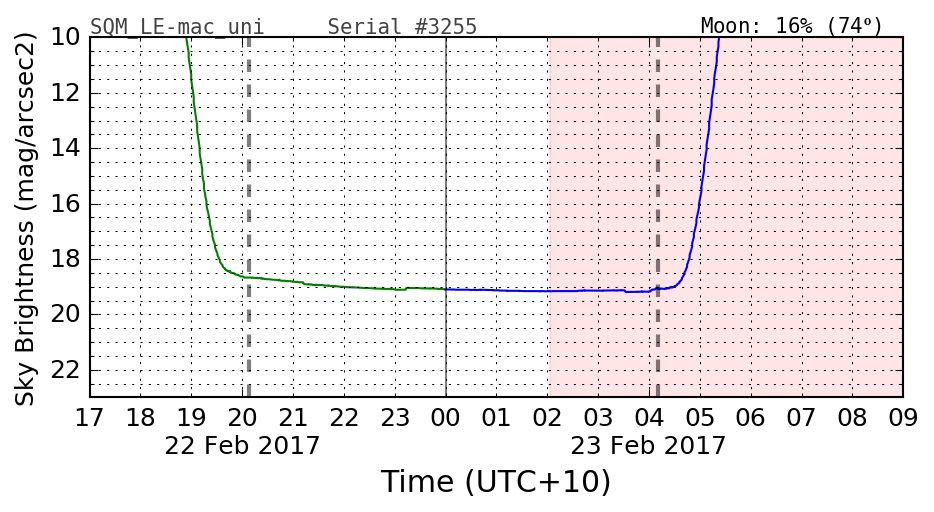 SQM_LE-mac_uni Serial #3255 Moon: 16% (74°)
Sky Brightness (mag/arcsec2)
10
12
14
16
18
20
22
17 18 19 20 21 22 23 00 01 02 03 04 05 06 07 08 09
22 Feb 2017 23 Feb 2017
Time (UTC+10)